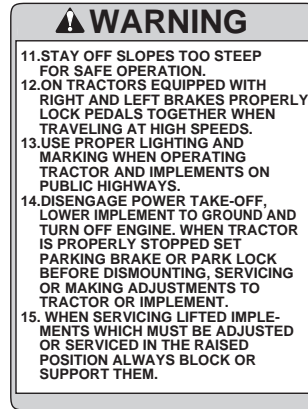 WARNING
11.STAY OFF SLOPES TOO STEEP
FOR SAFE OPERATION.
12.ON TRACTORS EQUIPPED WITH
RIGHT AND LEFT BRAKES PROPERLY
LOCK PEDALS TOGETHER WHEN
TRAVELING AT HIGH SPEEDS.
13.USE PROPER LIGHTING AND
MARKING WHEN OPERATING
TRACTOR AND IMPLEMENTS ON
PUBLIC HIGHWAYS.
14.DISENGAGE POWER TAKE-OFF,
LOWER IMPLEMENT TO GROUND AND
TURN OFF ENGINE. WHEN TRACTOR
IS PROPERLY STOPPED SET
PARKING BRAKE OR PARK LOCK
BEFORE DISMOUNTING, SERVICING
OR MAKING ADJUSTMENTS TO
TRACTOR OR IMPLEMENT.
15. WHEN SERVICING LIFTED IMPLE-
MENTS WHICH MUST BE ADJUSTED
OR SERVICED IN THE RAISED
POSITION ALWAYS BLOCK OR
SUPPORT THEM.